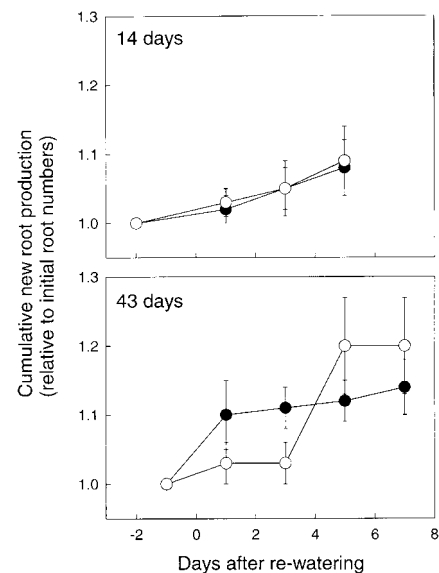 Cumulative new root production
(relative to initial root numbers)
1.3
14 days
1.2
1.1
1.0
1.3
43 days
1.2
1.1
1.0
-2 0 2 4 6 8
Days after re-watering